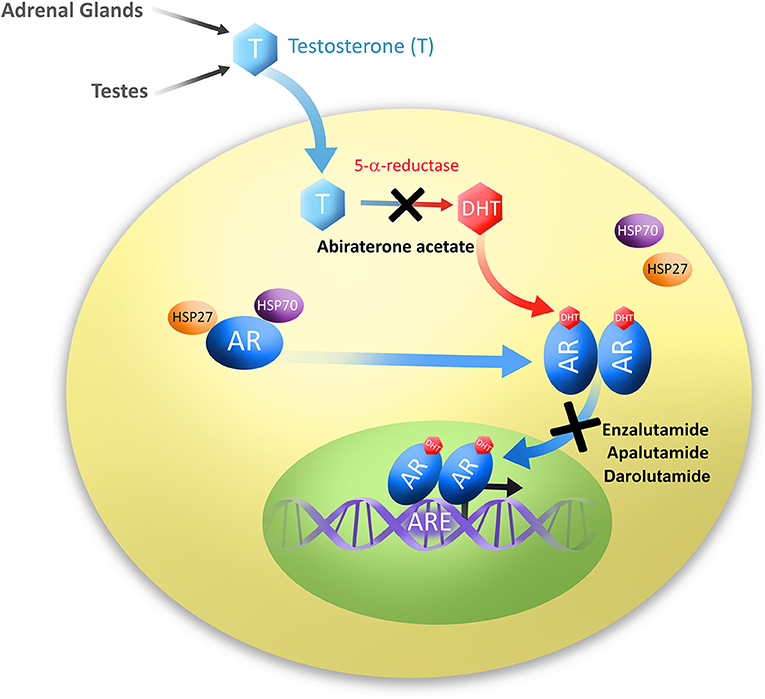 Adrenal Glands
T
Testosterone (T)
Testes
5-α-reductase
T
DHT
Abiraterone acetate
HSP70
HSP27
HSP70
HSP27
AR
DHT
DHT
AR
AR
Enzalutamide
Apalutamide
Darolutamide
DHT
DHT
AR
AR
ARE